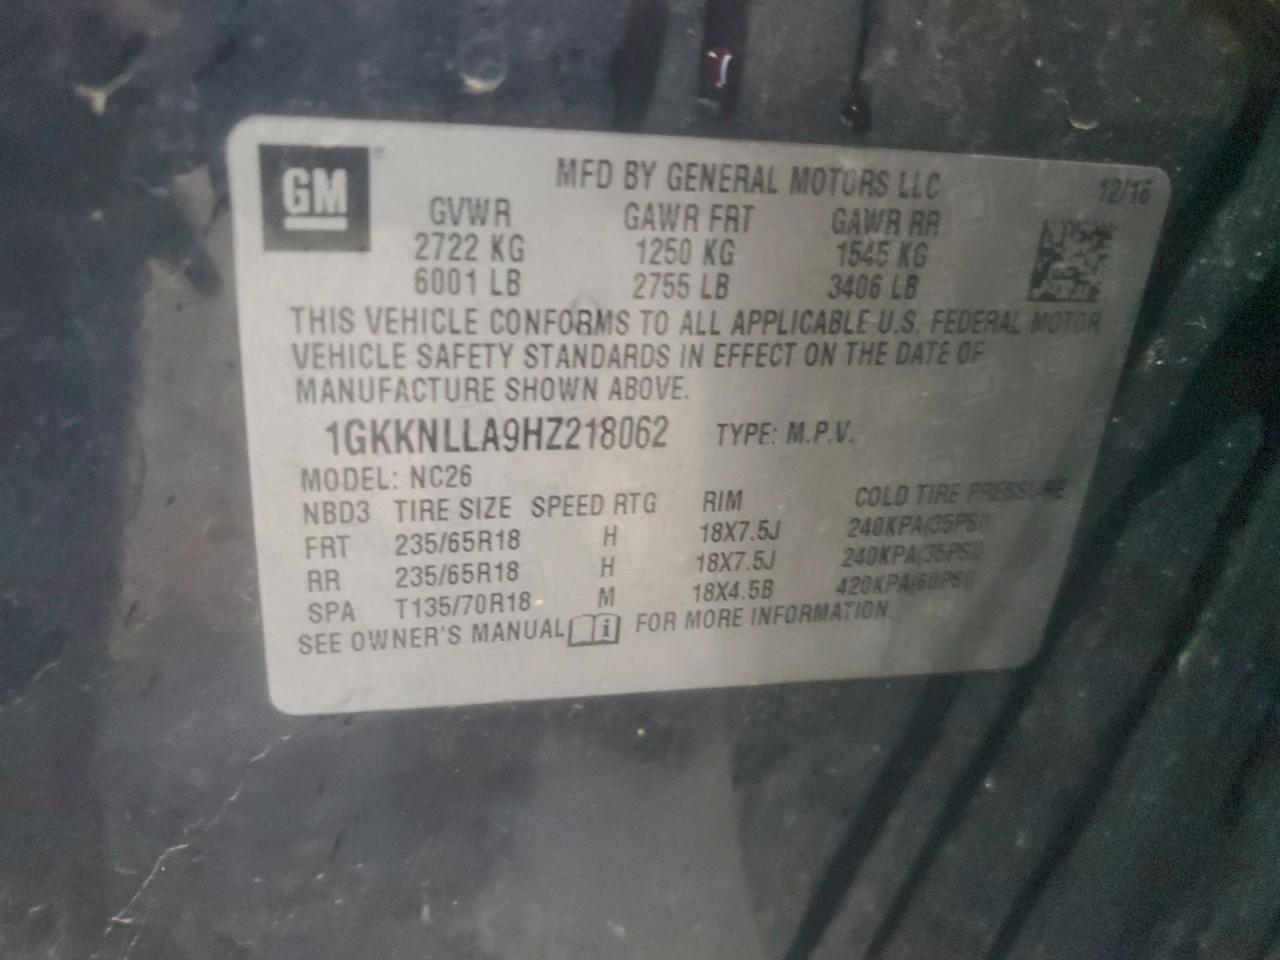 GM
MFD BY GENERAL MOTORS LLC 12/16
GVWR GAWR FRT GAWR RR
2722 KG 1250 KG 1545 KG
6001 LB 2755 LB 3406 LB
THIS VEHICLE CONFORMS TO ALL APPLICABLE U.S. FEDERAL MOTOR
VEHICLE SAFETY STANDARDS IN EFFECT ON THE DATE OF
MANUFACTURE SHOWN ABOVE.
1GKKNLLA9HZ218062 TYPE: M.P.V.
MODEL: NC26
NBD3 TIRE SIZE SPEED RTG RIM COLD TIRE PRESSURE
FRT 235/65R18 H 18X7.5J 240KPA(35PSI)
RR 235/65R18 H 18X7.5J 240KPA(35PSI)
SPA T135/70R18 M 18X4.5B 420KPA(60PSI)
SEE OWNER'S MANUAL FOR MORE INFORMATION.